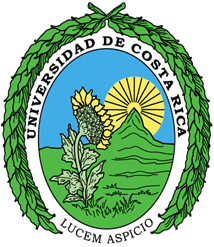 UNIVERSIDAD DE COSTA RICA
LUCEM ASPICIO